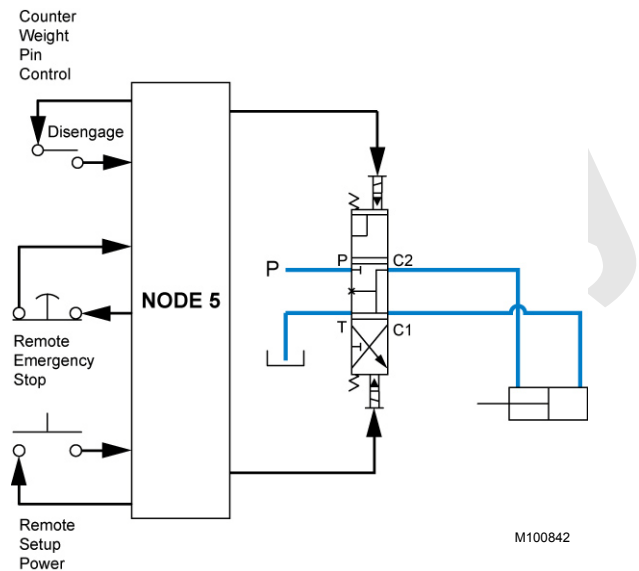 Counter
Weight
Pin
Control
Disengage
P
P
C2
T
C1
NODE 5
Remote
Emergency
Stop
Remote
Setup
Power
M100842